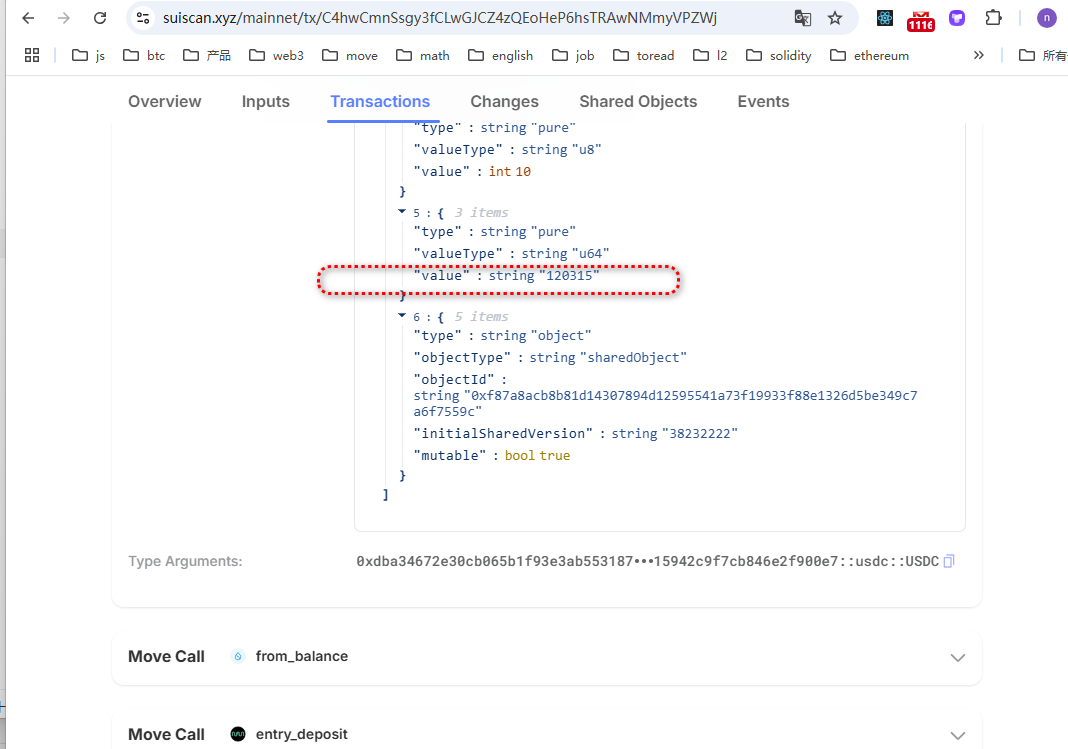 suiscan.xyz/mainnet/tx/C4hwCmnSsgy3fCLwGJCZ4zQEoHeP6hsTRAwNMmyVPZWj
1116
n
js btc 产品 web3 move math english job toread l2 solidity ethereum » 所有
Overview Inputs Transactions Changes Shared Objects Events
"type" : string "pure"
"valueType" : string "u8"
"value" : int 10
}
5 : { 3 items
"type" : string "pure"
"valueType" : string "u64"
"value" : string "120315"
}
6 : { 5 items
"type" : string "object"
"objectType" : string "sharedObject"
"objectId" :
string "0xf87a8acb8b81d14307894d12595541a73f19933f88e1326d5be349c7
a6f7559c"
"initialSharedVersion" : string "38232222"
"mutable" : bool true
}
]
Type Arguments: 0xdba34672e30cb065b1f93e3ab553187•••15942c9f7cb846e2f900e7::usdc::USDC
Move Call from_balance
Move Call entry_deposit